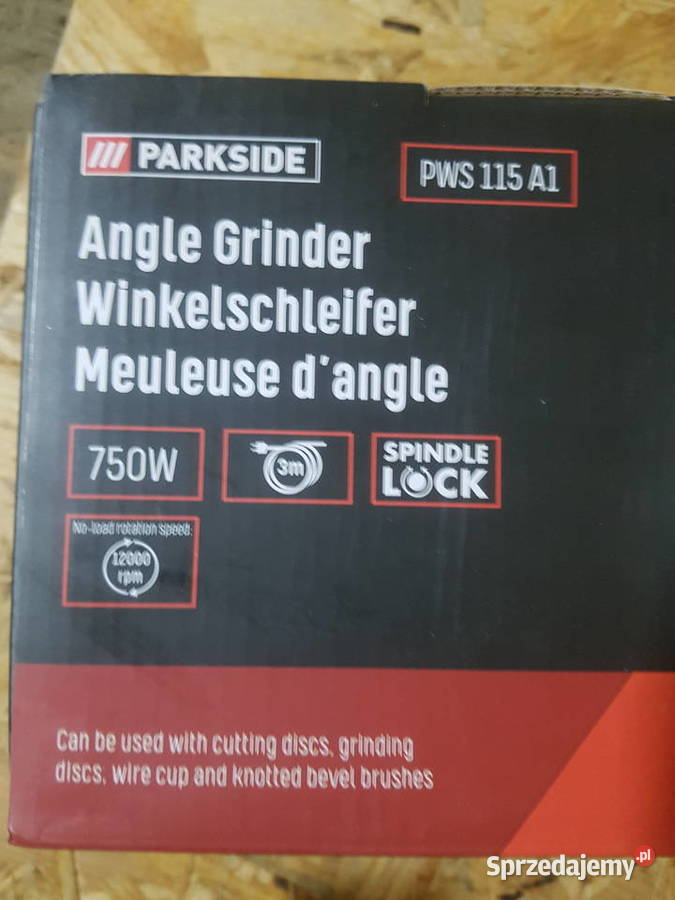 /// PARKSIDE
PWS 115 A1
Angle Grinder
Winkelschleifer
Meuleuse d'angle
750W
3m
SPINDLE
LOCK
No-load rotation speed:
12000
rpm
Can be used with cutting discs, grinding
discs, wire cup and knotted bevel brushes
Sprzedajemy.pl